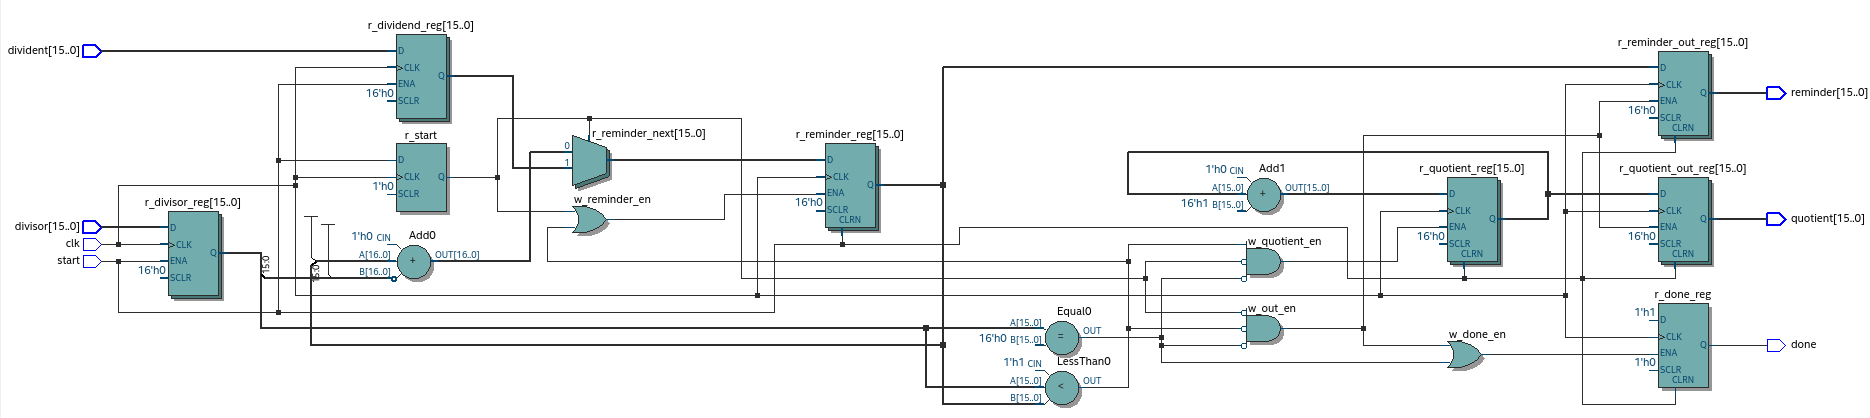 divident[15..0]
r_dividend_reg[15..0]
D
CLK
ENA
16'h0 SCLR
Q
r_start
D
CLK
ENA
1'h0 SCLR
Q
divisor[15..0]
clk
start
r_divisor_reg[15..0]
D
CLK
ENA
16'h0 SCLR
Q
15:0
15:0
Add0
1'h0 CIN
A[16..0]
B[16..0]
+
OUT[16..0]
r_reminder_next[15..0]
0
1
w_reminder_en
r_reminder_reg[15..0]
D
CLK
ENA
16'h0 SCLR
CLRN
Q
Equal0
A[15..0]
16'h0 B[15..0]
=
OUT
LessThan0
1'h1 CIN
A[15..0]
B[15..0]
<
OUT
Add1
1'h0 CIN
A[15..0]
16'h1 B[15..0]
+
OUT[15..0]
w_quotient_en
w_out_en
w_done_en
r_quotient_reg[15..0]
D
CLK
ENA
16'h0 SCLR
CLRN
Q
r_reminder_out_reg[15..0]
D
CLK
ENA
16'h0 SCLR
CLRN
Q
reminder[15..0]
r_quotient_out_reg[15..0]
D
CLK
ENA
16'h0 SCLR
CLRN
Q
quotient[15..0]
r_done_reg
1'h1 D
CLK
ENA
1'h0 SCLR
CLRN
Q
done